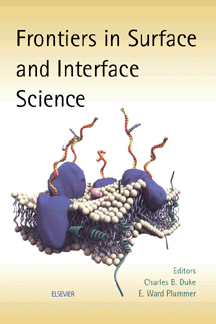 Frontiers in Surface
and Interface
Science
Editors
Charles B. Duke
E. Ward Plummer
ELSEVIER